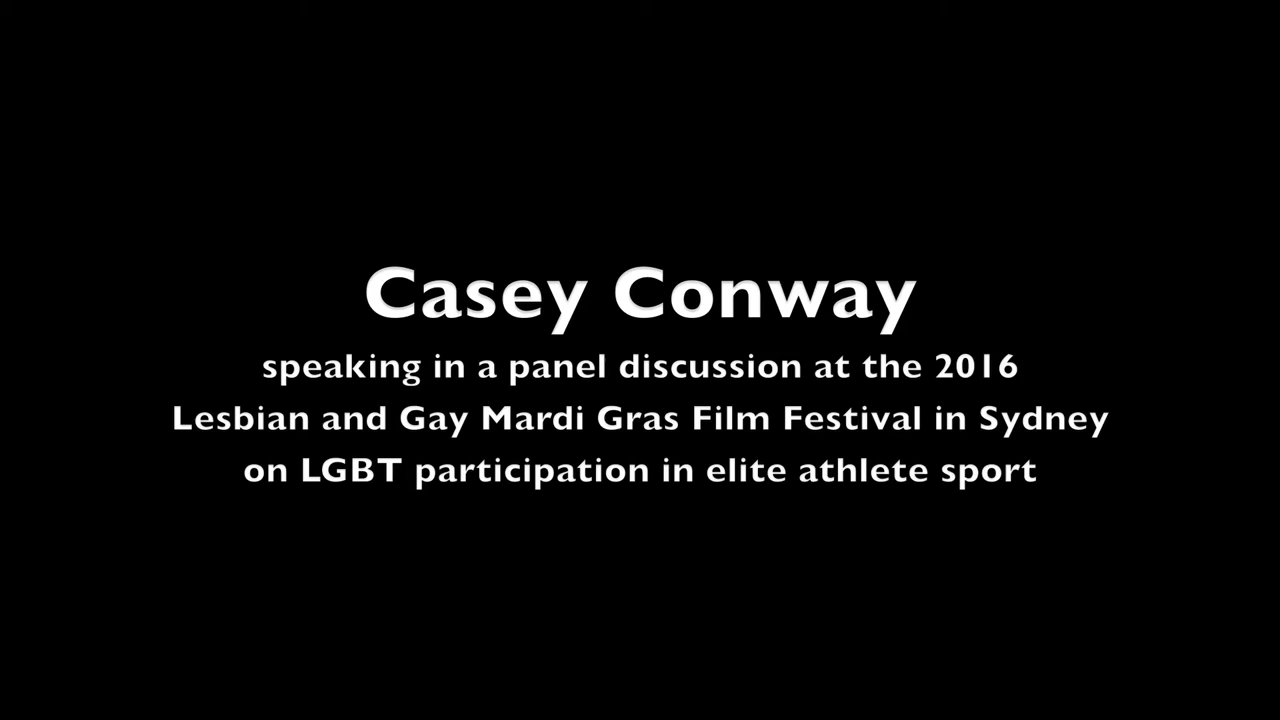 Casey Conway
speaking in a panel discussion at the 2016
Lesbian and Gay Mardi Gras Film Festival in Sydney
on LGBT participation in elite athlete sport